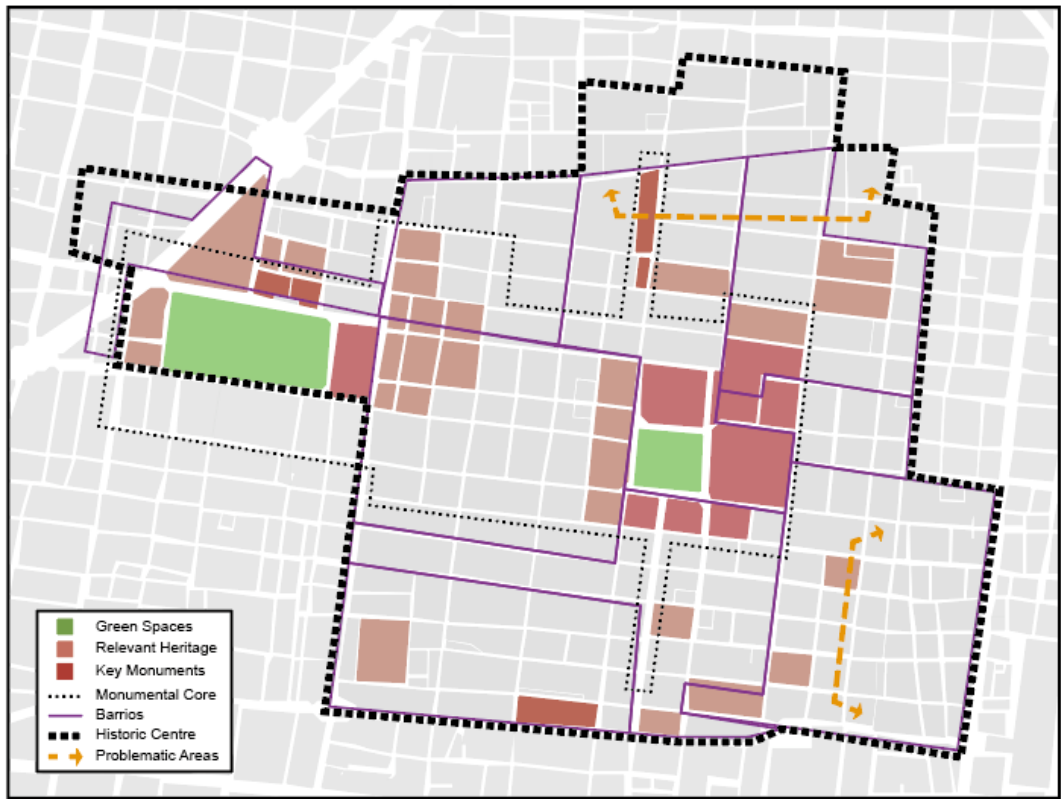 Green Spaces
Relevant Heritage
Key Monuments
Monumental Core
Barrios
Historic Centre
Problematic Areas